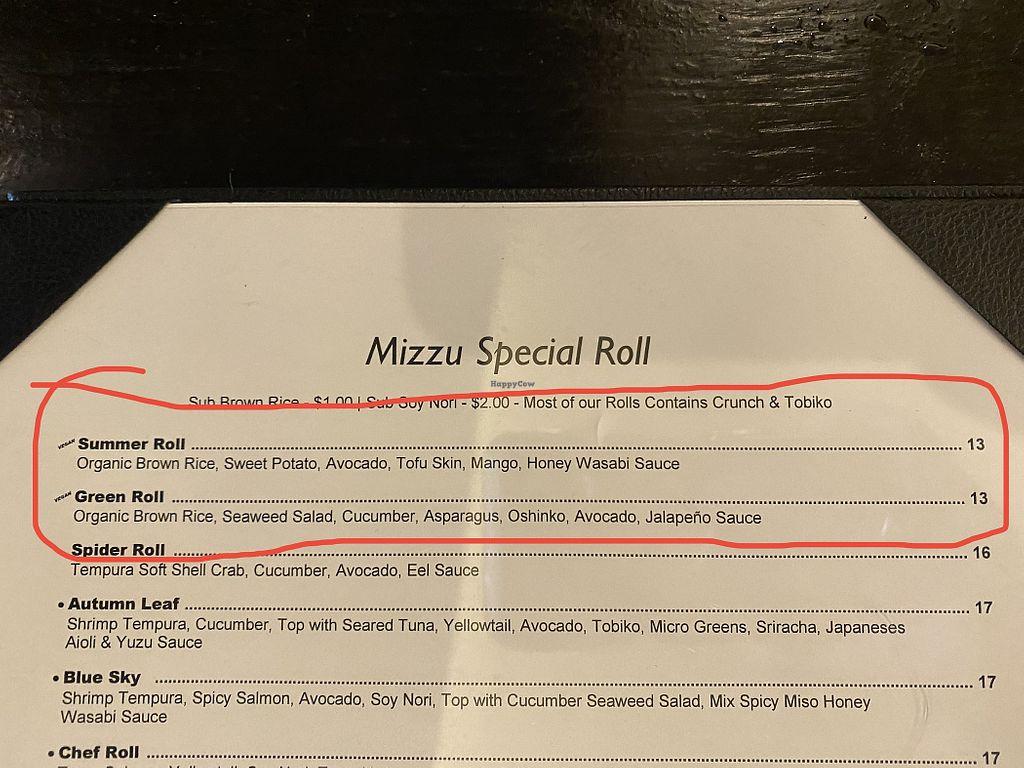 Mizzu Special Roll
HappyCow
Sub Brown Rice - $1.00 | Sub Soy Nori - $2.00 - Most of our Rolls Contains Crunch & Tobiko
VEGAN Summer Roll 13
Organic Brown Rice, Sweet Potato, Avocado, Tofu Skin, Mango, Honey Wasabi Sauce
VEGAN Green Roll 13
Organic Brown Rice, Seaweed Salad, Cucumber, Asparagus, Oshinko, Avocado, Jalapeño Sauce
Spider Roll 16
Tempura Soft Shell Crab, Cucumber, Avocado, Eel Sauce
• Autumn Leaf 17
Shrimp Tempura, Cucumber, Top with Seared Tuna, Yellowtail, Avocado, Tobiko, Micro Greens, Sriracha, Japaneses
Aioli & Yuzu Sauce
• Blue Sky 17
Shrimp Tempura, Spicy Salmon, Avocado, Soy Nori, Top with Cucumber Seaweed Salad, Mix Spicy Miso Honey
Wasabi Sauce
• Chef Roll 17